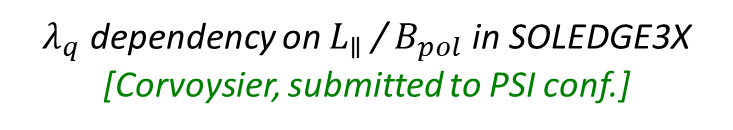 λq dependency on L∥ / Bpol in SOLEDGE3X
[Corvoysier, submitted to PSI conf.]